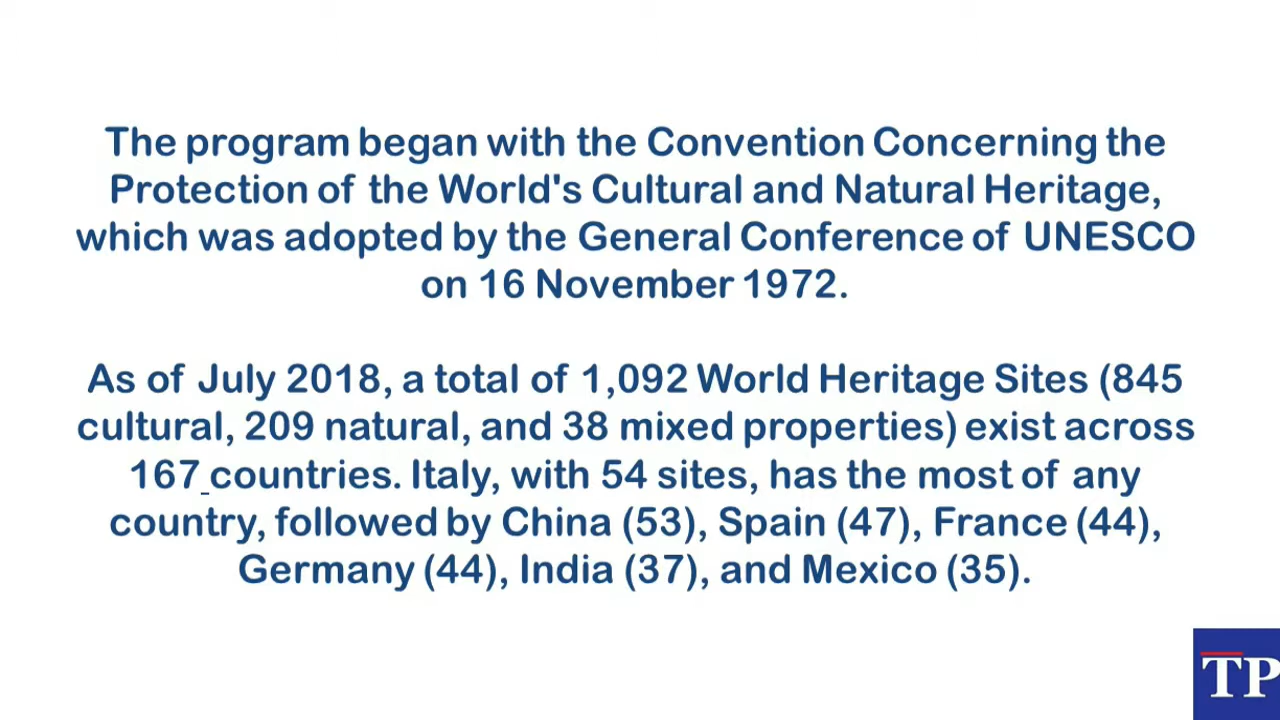 The program began with the Convention Concerning the
Protection of the World's Cultural and Natural Heritage,
which was adopted by the General Conference of UNESCO
on 16 November 1972.
As of July 2018, a total of 1,092 World Heritage Sites (845
cultural, 209 natural, and 38 mixed properties) exist across
167 countries. Italy, with 54 sites, has the most of any
country, followed by China (53), Spain (47), France (44),
Germany (44), India (37), and Mexico (35).
TP